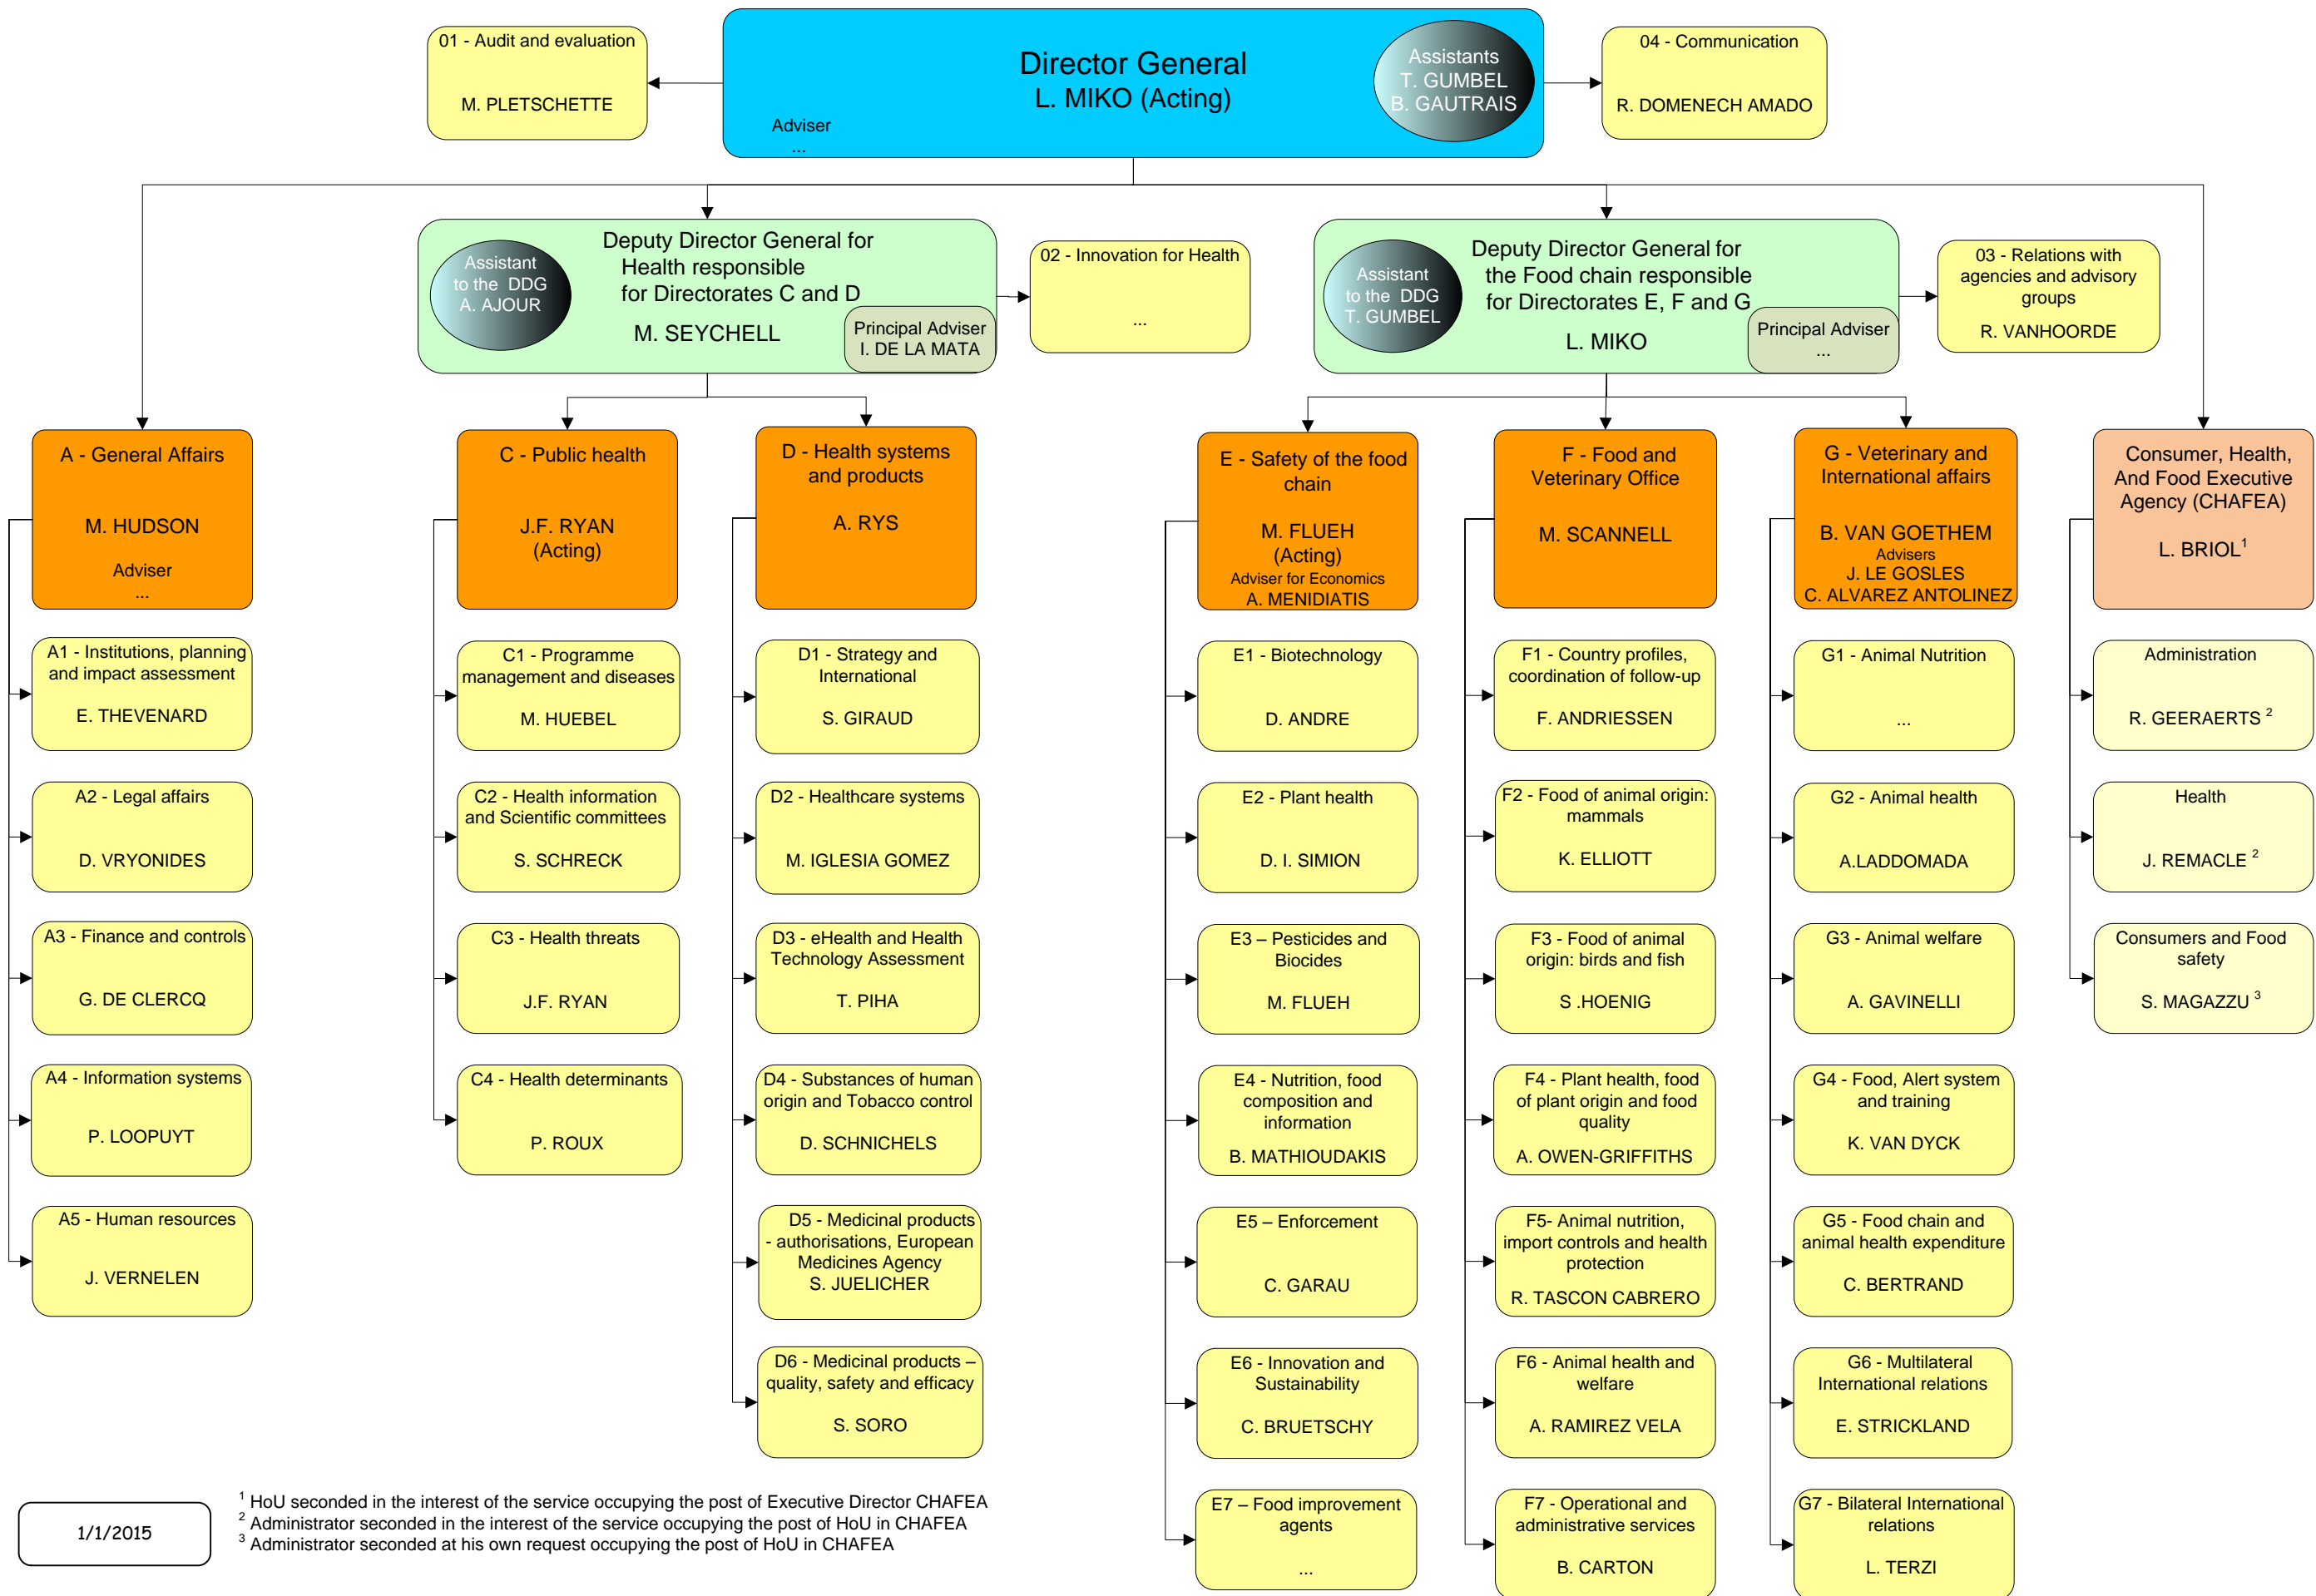 01 - Audit and evaluation
M. PLETSCHETTE
Director General
L. MIKO (Acting)
Adviser
...
Assistants
T. GUMBEL
B. GAUTRAIS
04 - Communication
R. DOMENECH AMADO
Assistant
to the DDG
A. AJOUR
Deputy Director General for
Health responsible
for Directorates C and D
M. SEYCHELL
Principal Adviser
I. DE LA MATA
02 - Innovation for Health
...
Assistant
to the DDG
T. GUMBEL
Deputy Director General for
the Food chain responsible
for Directorates E, F and G
L. MIKO
Principal Adviser
...
03 - Relations with
agencies and advisory
groups
R. VANHOORDE
A - General Affairs
M. HUDSON
Adviser
...
A1 - Institutions, planning
and impact assessment
E. THEVENARD
A2 - Legal affairs
D. VRYONIDES
A3 - Finance and controls
G. DE CLERCQ
A4 - Information systems
P. LOOPUYT
A5 - Human resources
J. VERNELEN
C - Public health
J.F. RYAN
(Acting)
C1 - Programme
management and diseases
M. HUEBEL
C2 - Health information
and Scientific committees
S. SCHRECK
C3 - Health threats
J.F. RYAN
C4 - Health determinants
P. ROUX
D - Health systems
and products
A. RYS
D1 - Strategy and
International
S. GIRAUD
D2 - Healthcare systems
M. IGLESIA GOMEZ
D3 - eHealth and Health
Technology Assessment
T. PIHA
D4 - Substances of human
origin and Tobacco control
D. SCHNICHELS
D5 - Medicinal products
- authorisations, European
Medicines Agency
S. JUELICHER
D6 - Medicinal products –
quality, safety and efficacy
S. SORO
E - Safety of the food
chain
M. FLUEH
(Acting)
Adviser for Economics
A. MENIDIATIS
E1 - Biotechnology
D. ANDRE
E2 - Plant health
D. I. SIMION
E3 – Pesticides and
Biocides
M. FLUEH
E4 - Nutrition, food
composition and
information
B. MATHIOUDAKIS
E5 – Enforcement
C. GARAU
E6 - Innovation and
Sustainability
C. BRUETSCHY
E7 – Food improvement
agents
...
F - Food and
Veterinary Office
M. SCANNELL
F1 - Country profiles,
coordination of follow-up
F. ANDRIESSEN
F2 - Food of animal origin:
mammals
K. ELLIOTT
F3 - Food of animal
origin: birds and fish
S .HOENIG
F4 - Plant health, food
of plant origin and food
quality
A. OWEN-GRIFFITHS
F5- Animal nutrition,
import controls and health
protection
R. TASCON CABRERO
F6 - Animal health and
welfare
A. RAMIREZ VELA
F7 - Operational and
administrative services
B. CARTON
G - Veterinary and
International affairs
B. VAN GOETHEM
Advisers
J. LE GOSLES
C. ALVAREZ ANTOLINEZ
G1 - Animal Nutrition
...
G2 - Animal health
A.LADDOMADA
G3 - Animal welfare
A. GAVINELLI
G4 - Food, Alert system
and training
K. VAN DYCK
G5 - Food chain and
animal health expenditure
C. BERTRAND
G6 - Multilateral
International relations
E. STRICKLAND
G7 - Bilateral International
relations
L. TERZI
Consumer, Health,
And Food Executive
Agency (CHAFEA)
L. BRIOL 1
Administration
R. GEERAERTS 2
Health
J. REMACLE 2
Consumers and Food
safety
S. MAGAZZU 3
1/1/2015
1 HoU seconded in the interest of the service occupying the post of Executive Director CHAFEA
2 Administrator seconded in the interest of the service occupying the post of HoU in CHAFEA
3 Administrator seconded at his own request occupying the post of HoU in CHAFEA